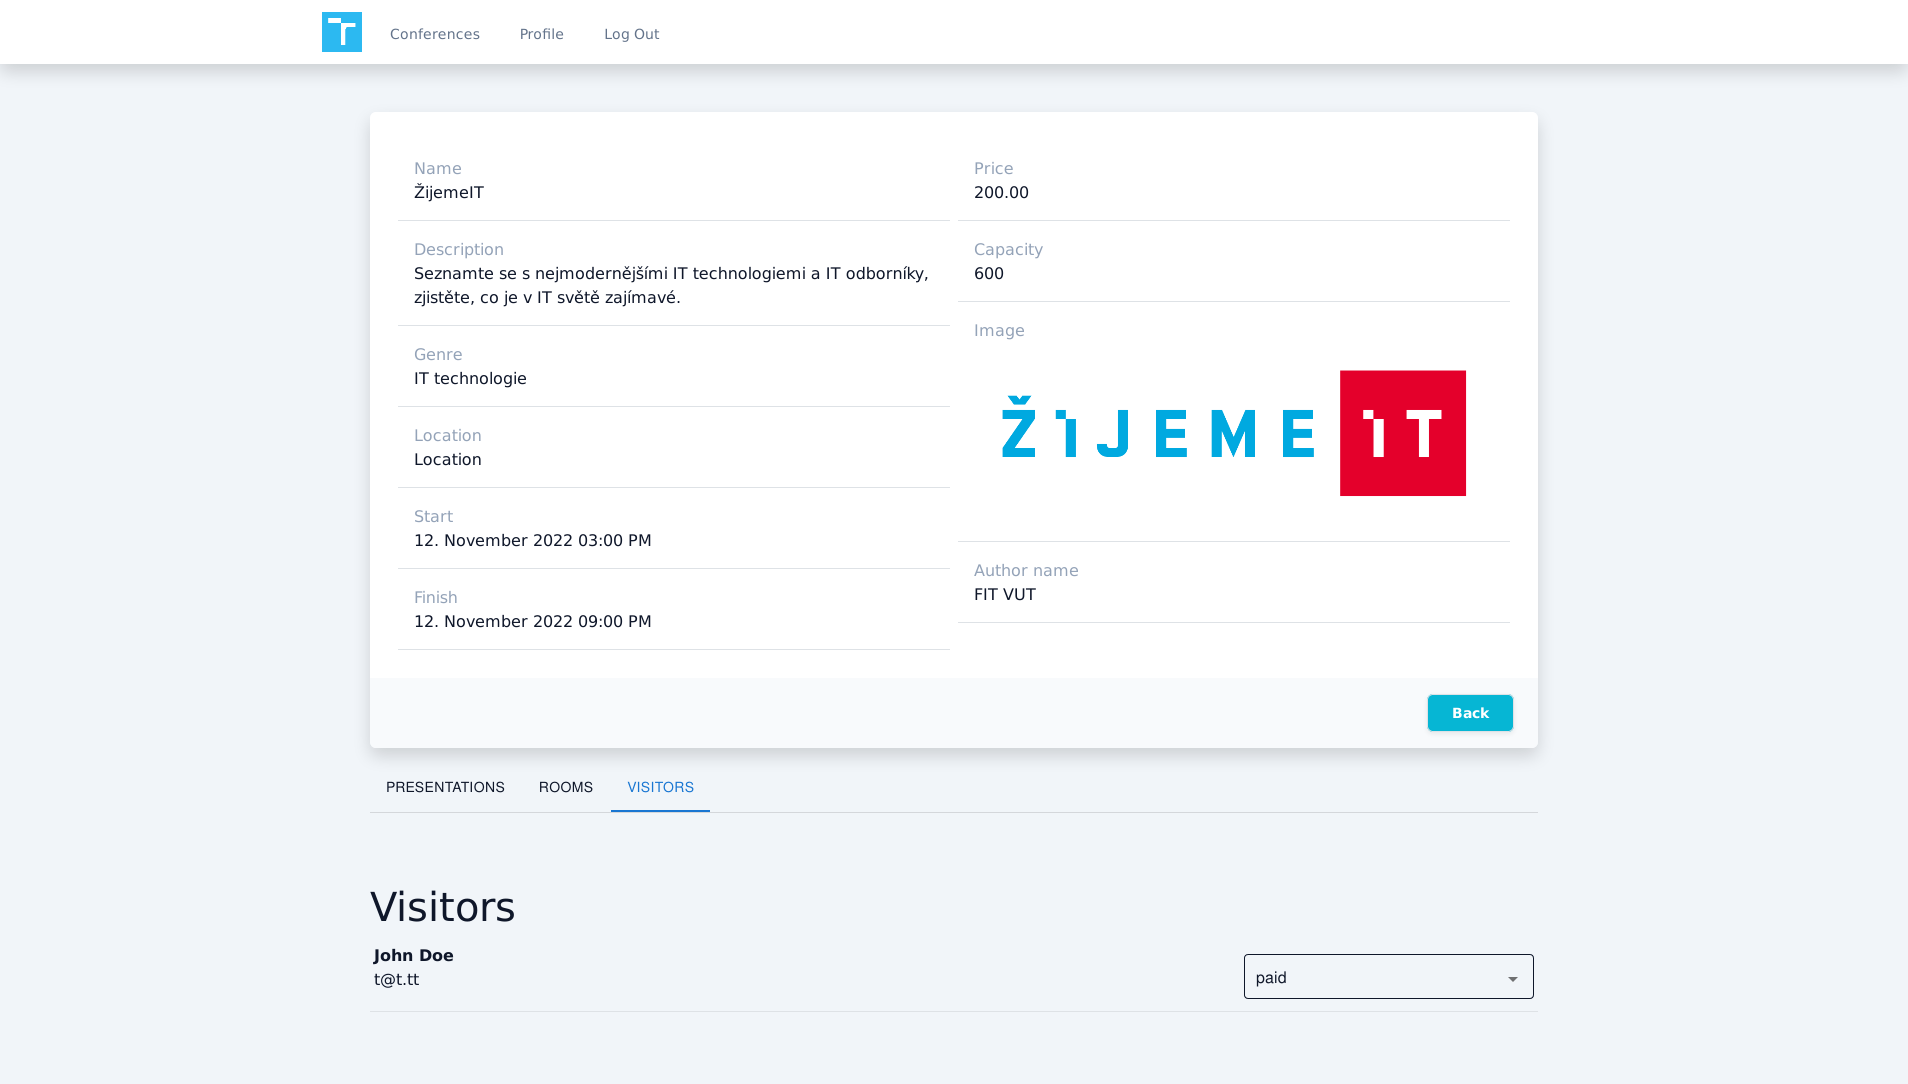 Conferences
Profile
Log Out
Name
ŽijemeIT
Description
Seznamte se s nejmodernějšími IT technologiemi a IT odborníky,
zjistěte, co je v IT světě zajímavé.
Genre
IT technologie
Location
Location
Start
12. November 2022 03:00 PM
Finish
12. November 2022 09:00 PM
Price
200.00
Capacity
600
Image
ŽIJEME IT
Author name
FIT VUT
Back
PRESENTATIONS
ROOMS
VISITORS
Visitors
John Doe
t@t.tt
paid